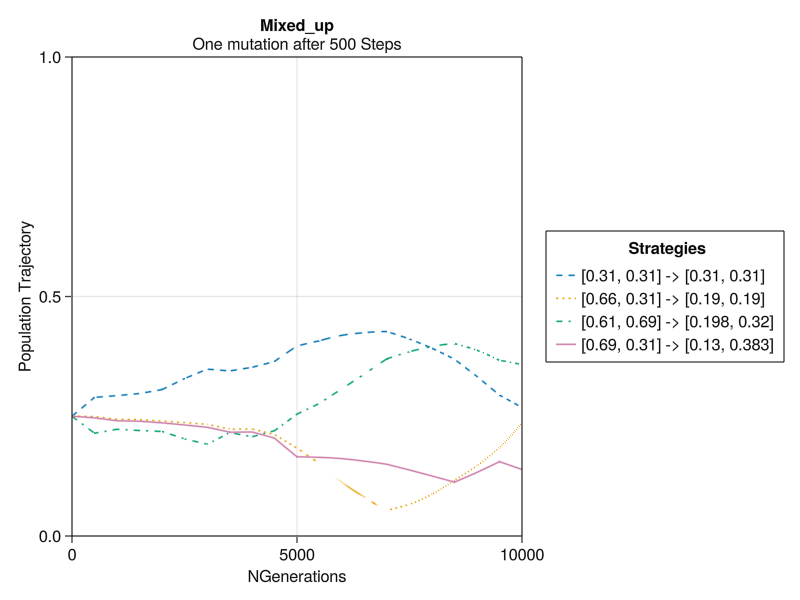 Mixed_up
One mutation after 500 Steps
1.0
0.5
0.0
Population Trajectory
0
5000
10000
NGenerations
Strategies
[0.31, 0.31] -> [0.31, 0.31]
[0.66, 0.31] -> [0.19, 0.19]
[0.61, 0.69] -> [0.198, 0.32]
[0.69, 0.31] -> [0.13, 0.383]